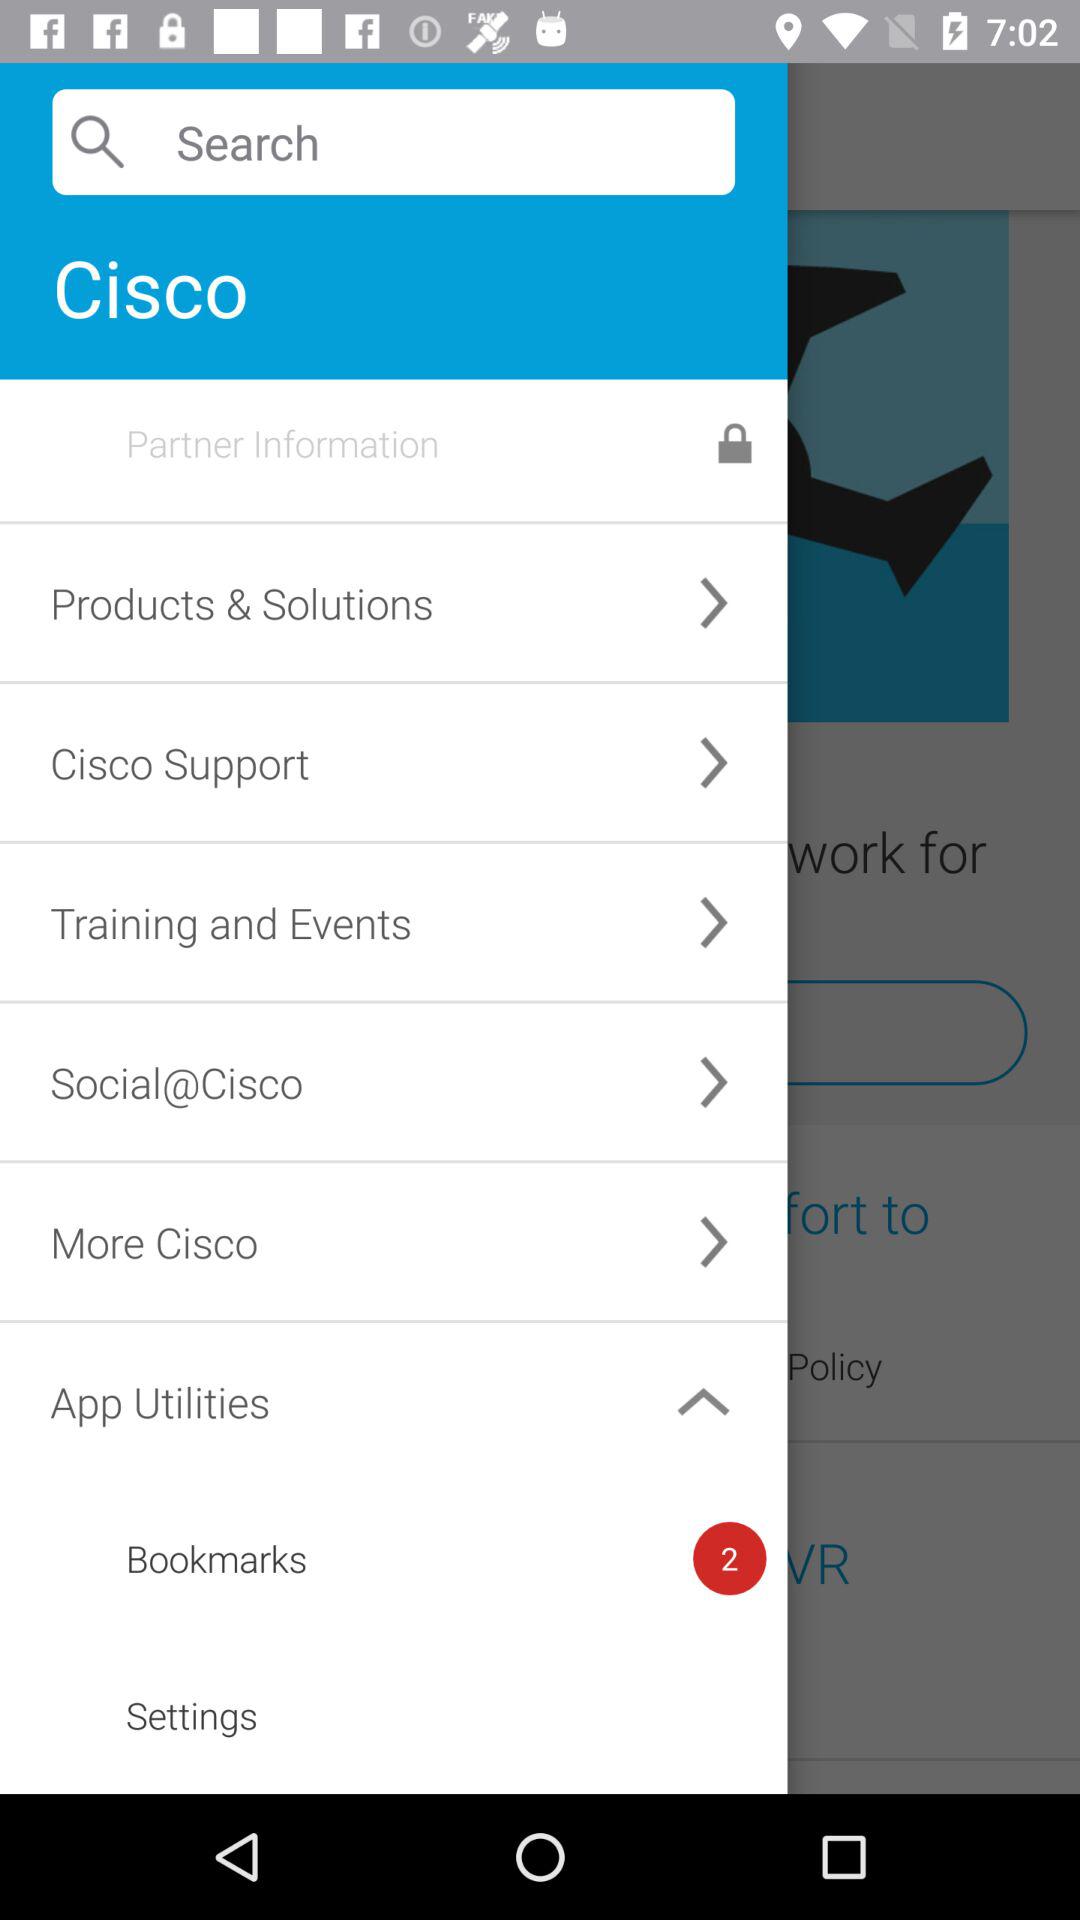 FAKE 7:02
Search
Cisco
Partner Information
Products & Solutions
Cisco Support
work for
Training and Events
Social@Cisco
fort to
More Cisco
Policy
App Utilities
Bookmarks 2
VR
Settings